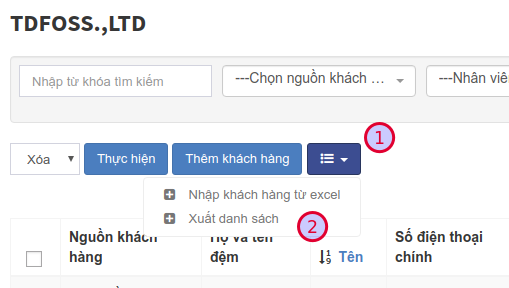 TDFOSS.,LTD
Nhập từ khóa tìm kiếm
---Chọn nguồn khách ...
---Nhân viê
1
Xóa
Thực hiện
Thêm khách hàng
Nhập khách hàng từ excel
Xuất danh sách
2
Nguồn khách hàng
Họ và tên đệm
Tên
Số điện thoại chính